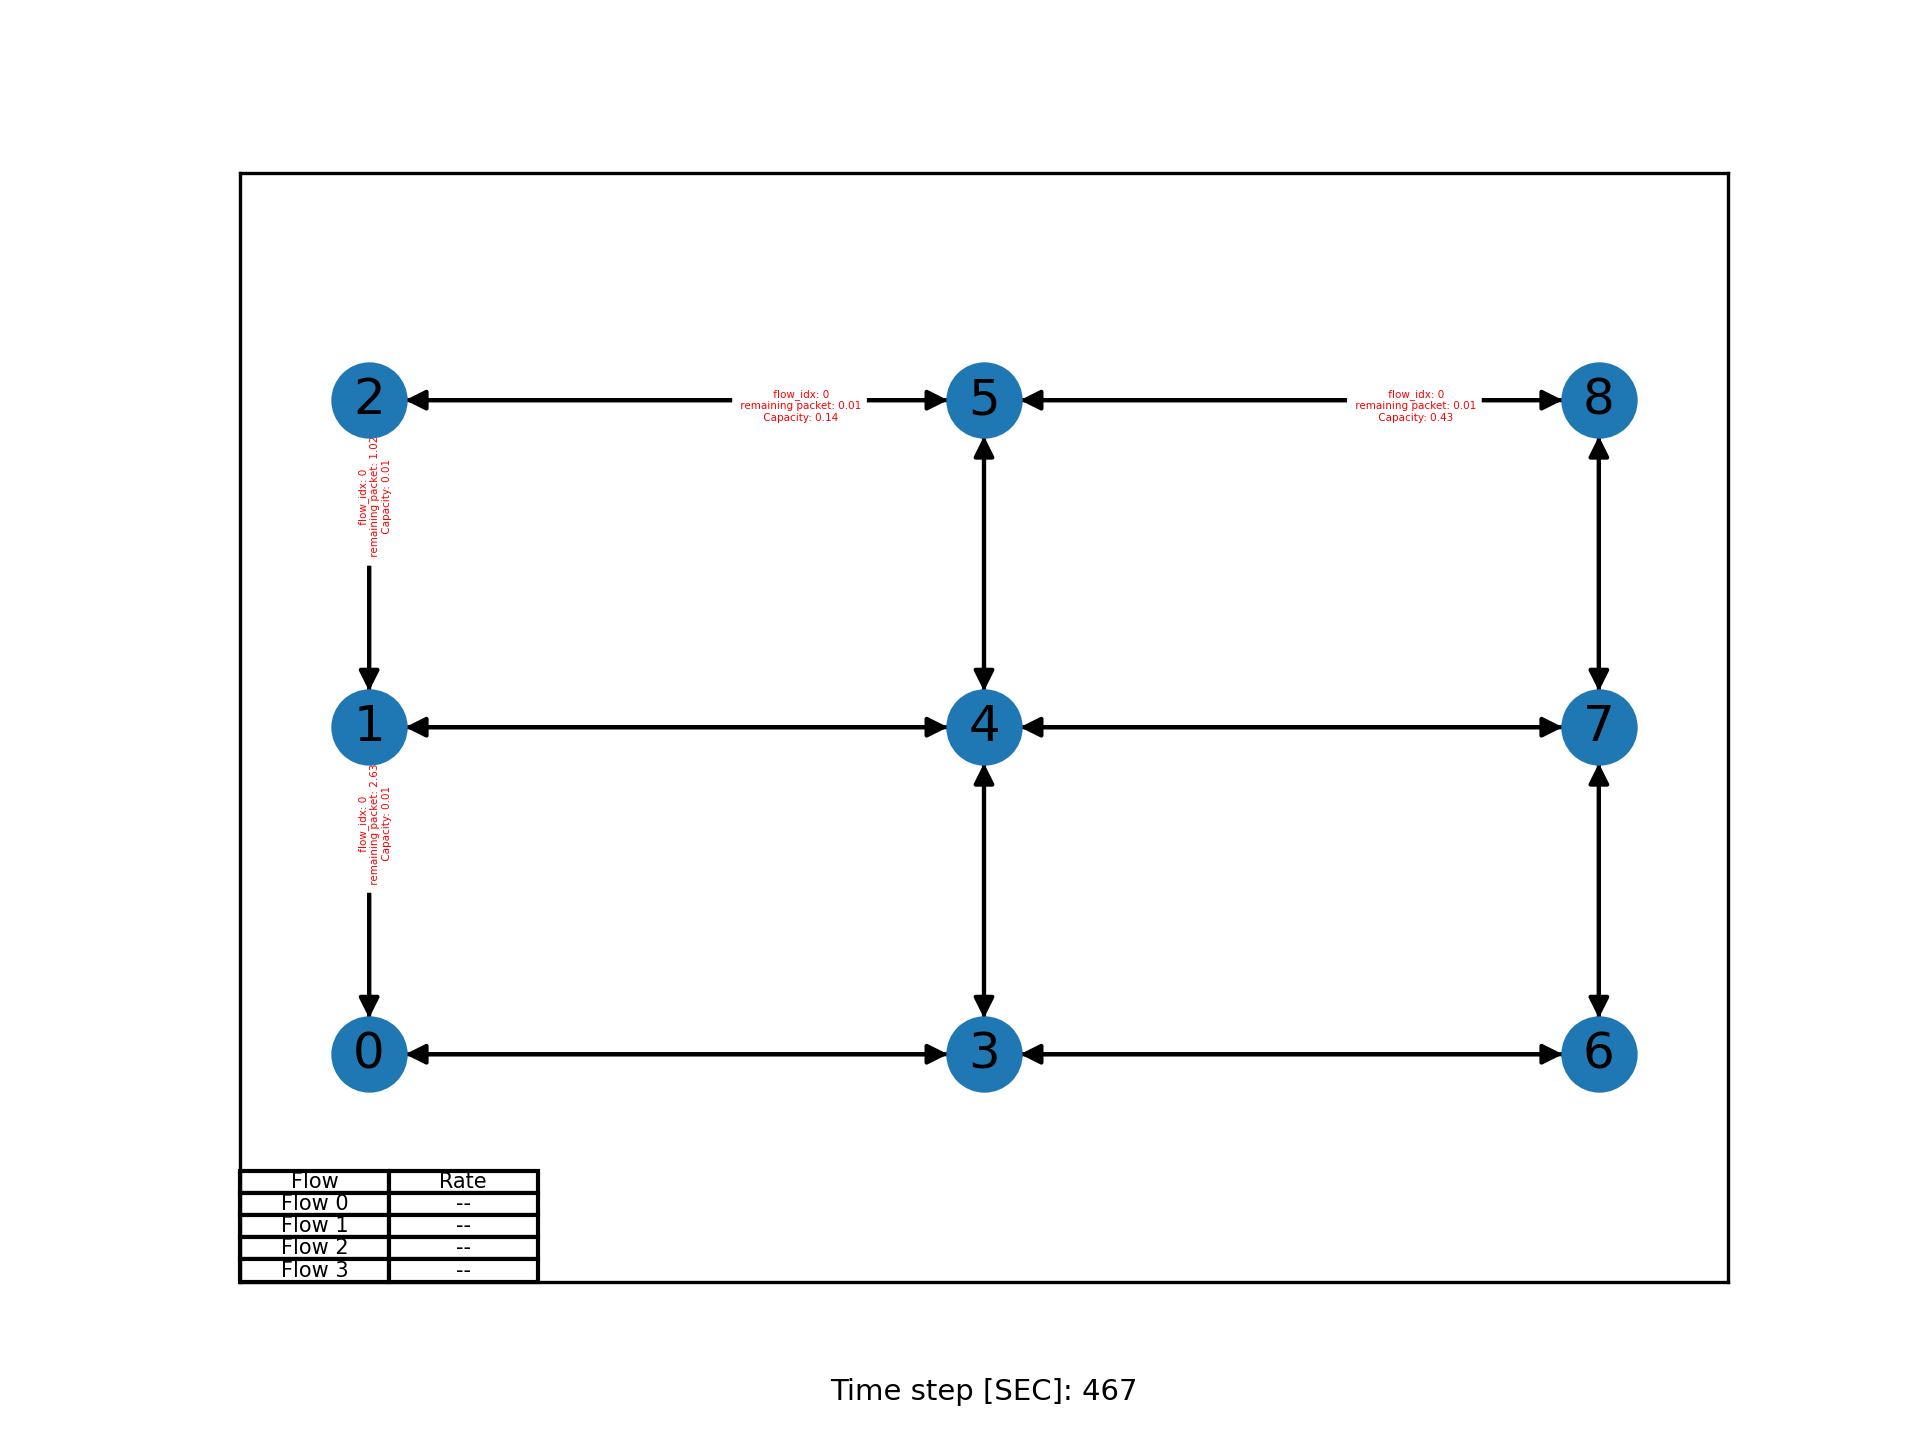 2
5
8
flow_idx: 0
remaining packet: 0.01
Capacity: 0.14
flow_idx: 0
remaining packet: 0.01
Capacity: 0.43
flow_idx: 0
remaining packet: 1.02
Capacity: 0.01
1
4
7
flow_idx: 0
remaining packet: 2.63
Capacity: 0.01
0
3
6
Flow Rate
Flow 0 --
Flow 1 --
Flow 2 --
Flow 3 --
Time step [SEC]: 467